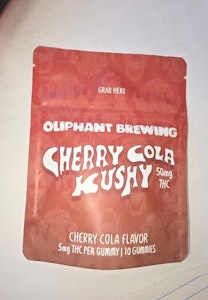 GRAB HERE
OLIPHANT BREWING
CHERRY COLA
KUSHY 50mg
THC
CHERRY COLA FLAVOR
5mg THC PER GUMMY | 10 GUMMIES